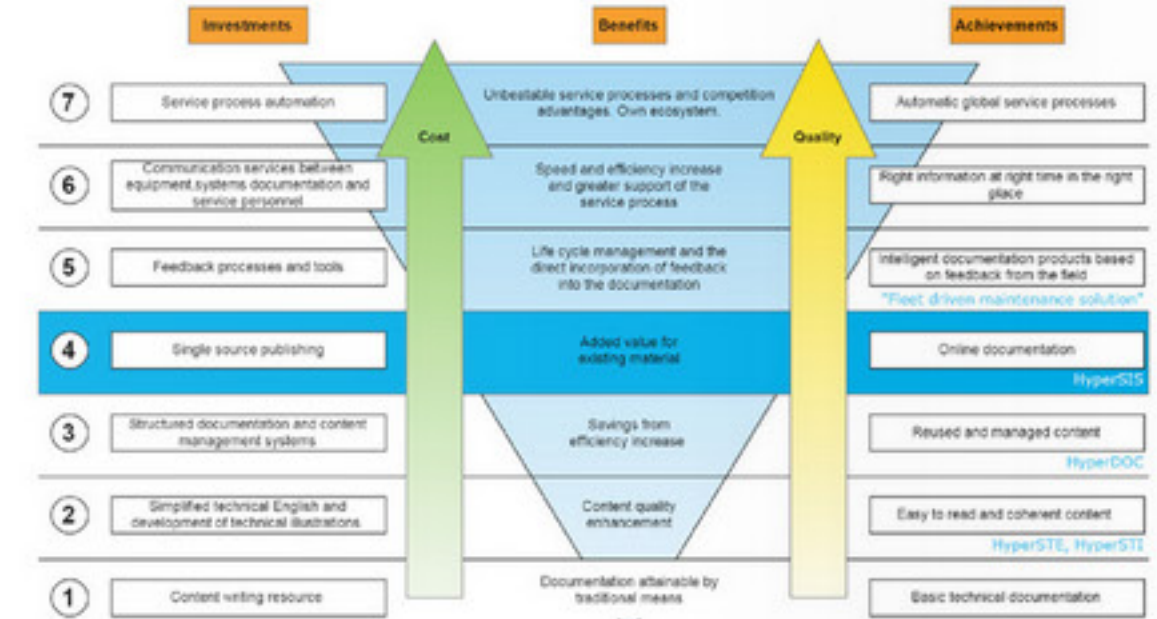 Investments
Benefits
Achievements
Cost
Quality
7
Service process automation
Unbeatable service processes and competition
advantages. Own ecosystem.
Automatic global service processes
6
Communication services between
equipment,systems documentation and
service personnel
Speed and efficiency increase
and greater support of the
service process
Right information at right time in the right
place
5
Feedback processes and tools
Life cycle management and the
direct incorporation of feedback
into the documentation
Intelligent documentation products based
on feedback from the field
"Fleet driven maintenance solution"
4
Single source publishing
Added value for
existing material
Online documentation
HyperSIS
3
Structured documentation and content
management systems
Savings from
efficiency increase
Reused and managed content
HyperDOC
2
Simplified technical English and
development of technical illustrations
Content quality
enhancement
Easy to read and coherent content
HyperSTE, HyperSTI
1
Content writing resource
Documentation attainable by
traditional means
Basic technical documentation